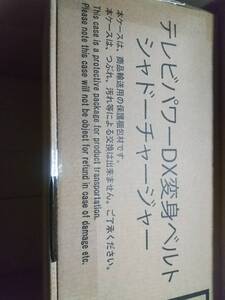 テレビパワーDX変身ベルト
シャドーチャージャー
本ケースは、商品輸送用の保護梱包材です。
本ケースは、つぶれ、汚れ等による交換は出来ません。ご了承ください。
This case is a protective package for product transportation.
Please note this case will not be object for refund in case of damage etc.